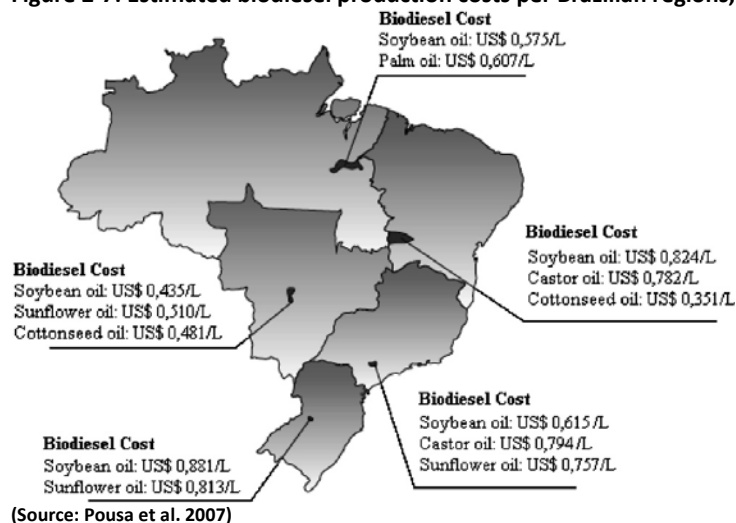 Figure 2-7: Estimated biodiesel production costs per Brazilian regions,
Biodiesel Cost
Soybean oil: US$ 0,575/L
Palm oil: US$ 0,607/L
Biodiesel Cost
Soybean oil: US$ 0,824/L
Castor oil: US$ 0,782/L
Cottonseed oil: US$ 0,351/L
Biodiesel Cost
Soybean oil: US$ 0,435/L
Sunflower oil: US$ 0,510/L
Cottonseed oil: US$ 0,481/L
Biodiesel Cost
Soybean oil: US$ 0,615/L
Castor oil: US$ 0,794/L
Sunflower oil: US$ 0,757/L
Biodiesel Cost
Soybean oil: US$ 0,881/L
Sunflower oil: US$ 0,813/L
(Source: Pousa et al. 2007)